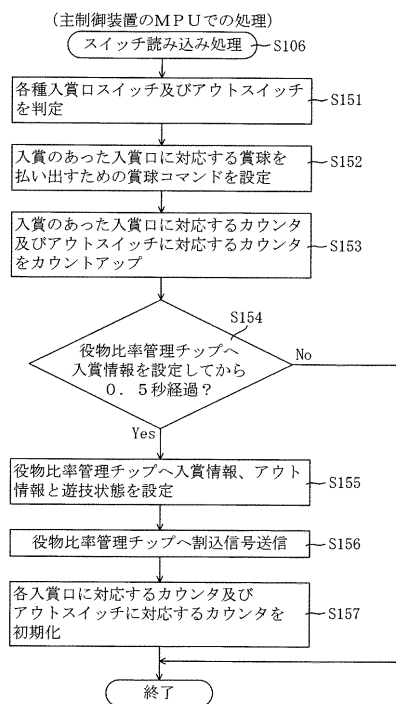 （主制御装置のＭＰＵでの処理）
スイッチ読み込み処理
S106
各種入賞口スイッチ及びアウトスイッチ
を判定
S151
入賞のあった入賞口に対応する賞球を
払い出すための賞球コマンドを設定
S152
入賞のあった入賞口に対応するカウンタ
及びアウトスイッチに対応するカウンタ
をカウントアップ
S153
S154
役物比率管理チップへ
入賞情報を設定してから
０．５秒経過？
No
Yes
役物比率管理チップへ入賞情報、アウト
情報と遊技状態を設定
S155
役物比率管理チップへ割込信号送信
S156
各入賞口に対応するカウンタ及び
アウトスイッチに対応するカウンタを
初期化
S157
終了